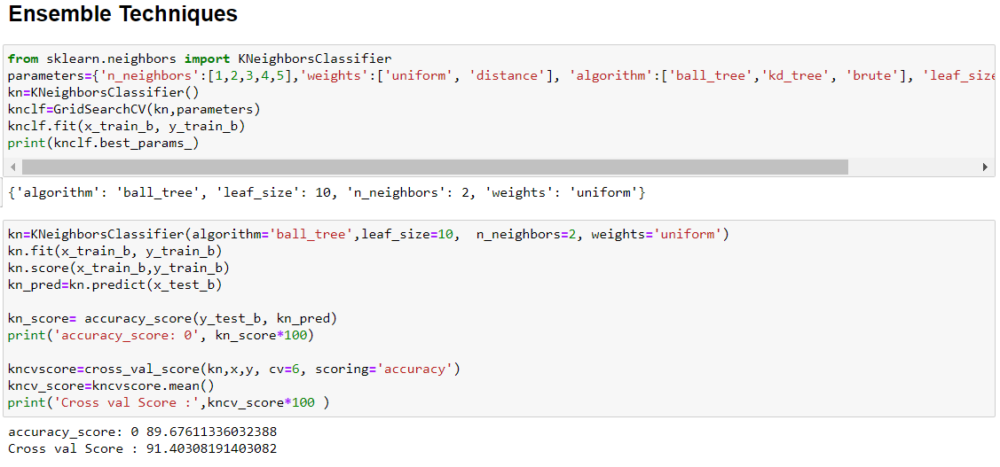 Ensemble Techniques
from sklearn.neighbors import KNeighborsClassifier
parameters={'n_neighbors':[1,2,3,4,5],'weights':['uniform', 'distance'], 'algorithm':['ball_tree','kd_tree', 'brute'], 'leaf_size
kn=KNeighborsClassifier()
knclf=GridSearchCV(kn,parameters)
knclf.fit(x_train_b, y_train_b)
print(knclf.best_params_)
{'algorithm': 'ball_tree', 'leaf_size': 10, 'n_neighbors': 2, 'weights': 'uniform'}
kn=KNeighborsClassifier(algorithm='ball_tree',leaf_size=10,  n_neighbors=2, weights='uniform')
kn.fit(x_train_b, y_train_b)
kn.score(x_train_b,y_train_b)
kn_pred=kn.predict(x_test_b)
kn_score= accuracy_score(y_test_b, kn_pred)
print('accuracy_score: 0', kn_score*100)
kncvscore=cross_val_score(kn,x,y, cv=6, scoring='accuracy')
kncv_score=kncvscore.mean()
print('Cross val Score :',kncv_score*100 )
accuracy_score: 0 89.67611336032388
Cross val Score : 91.40308191403082